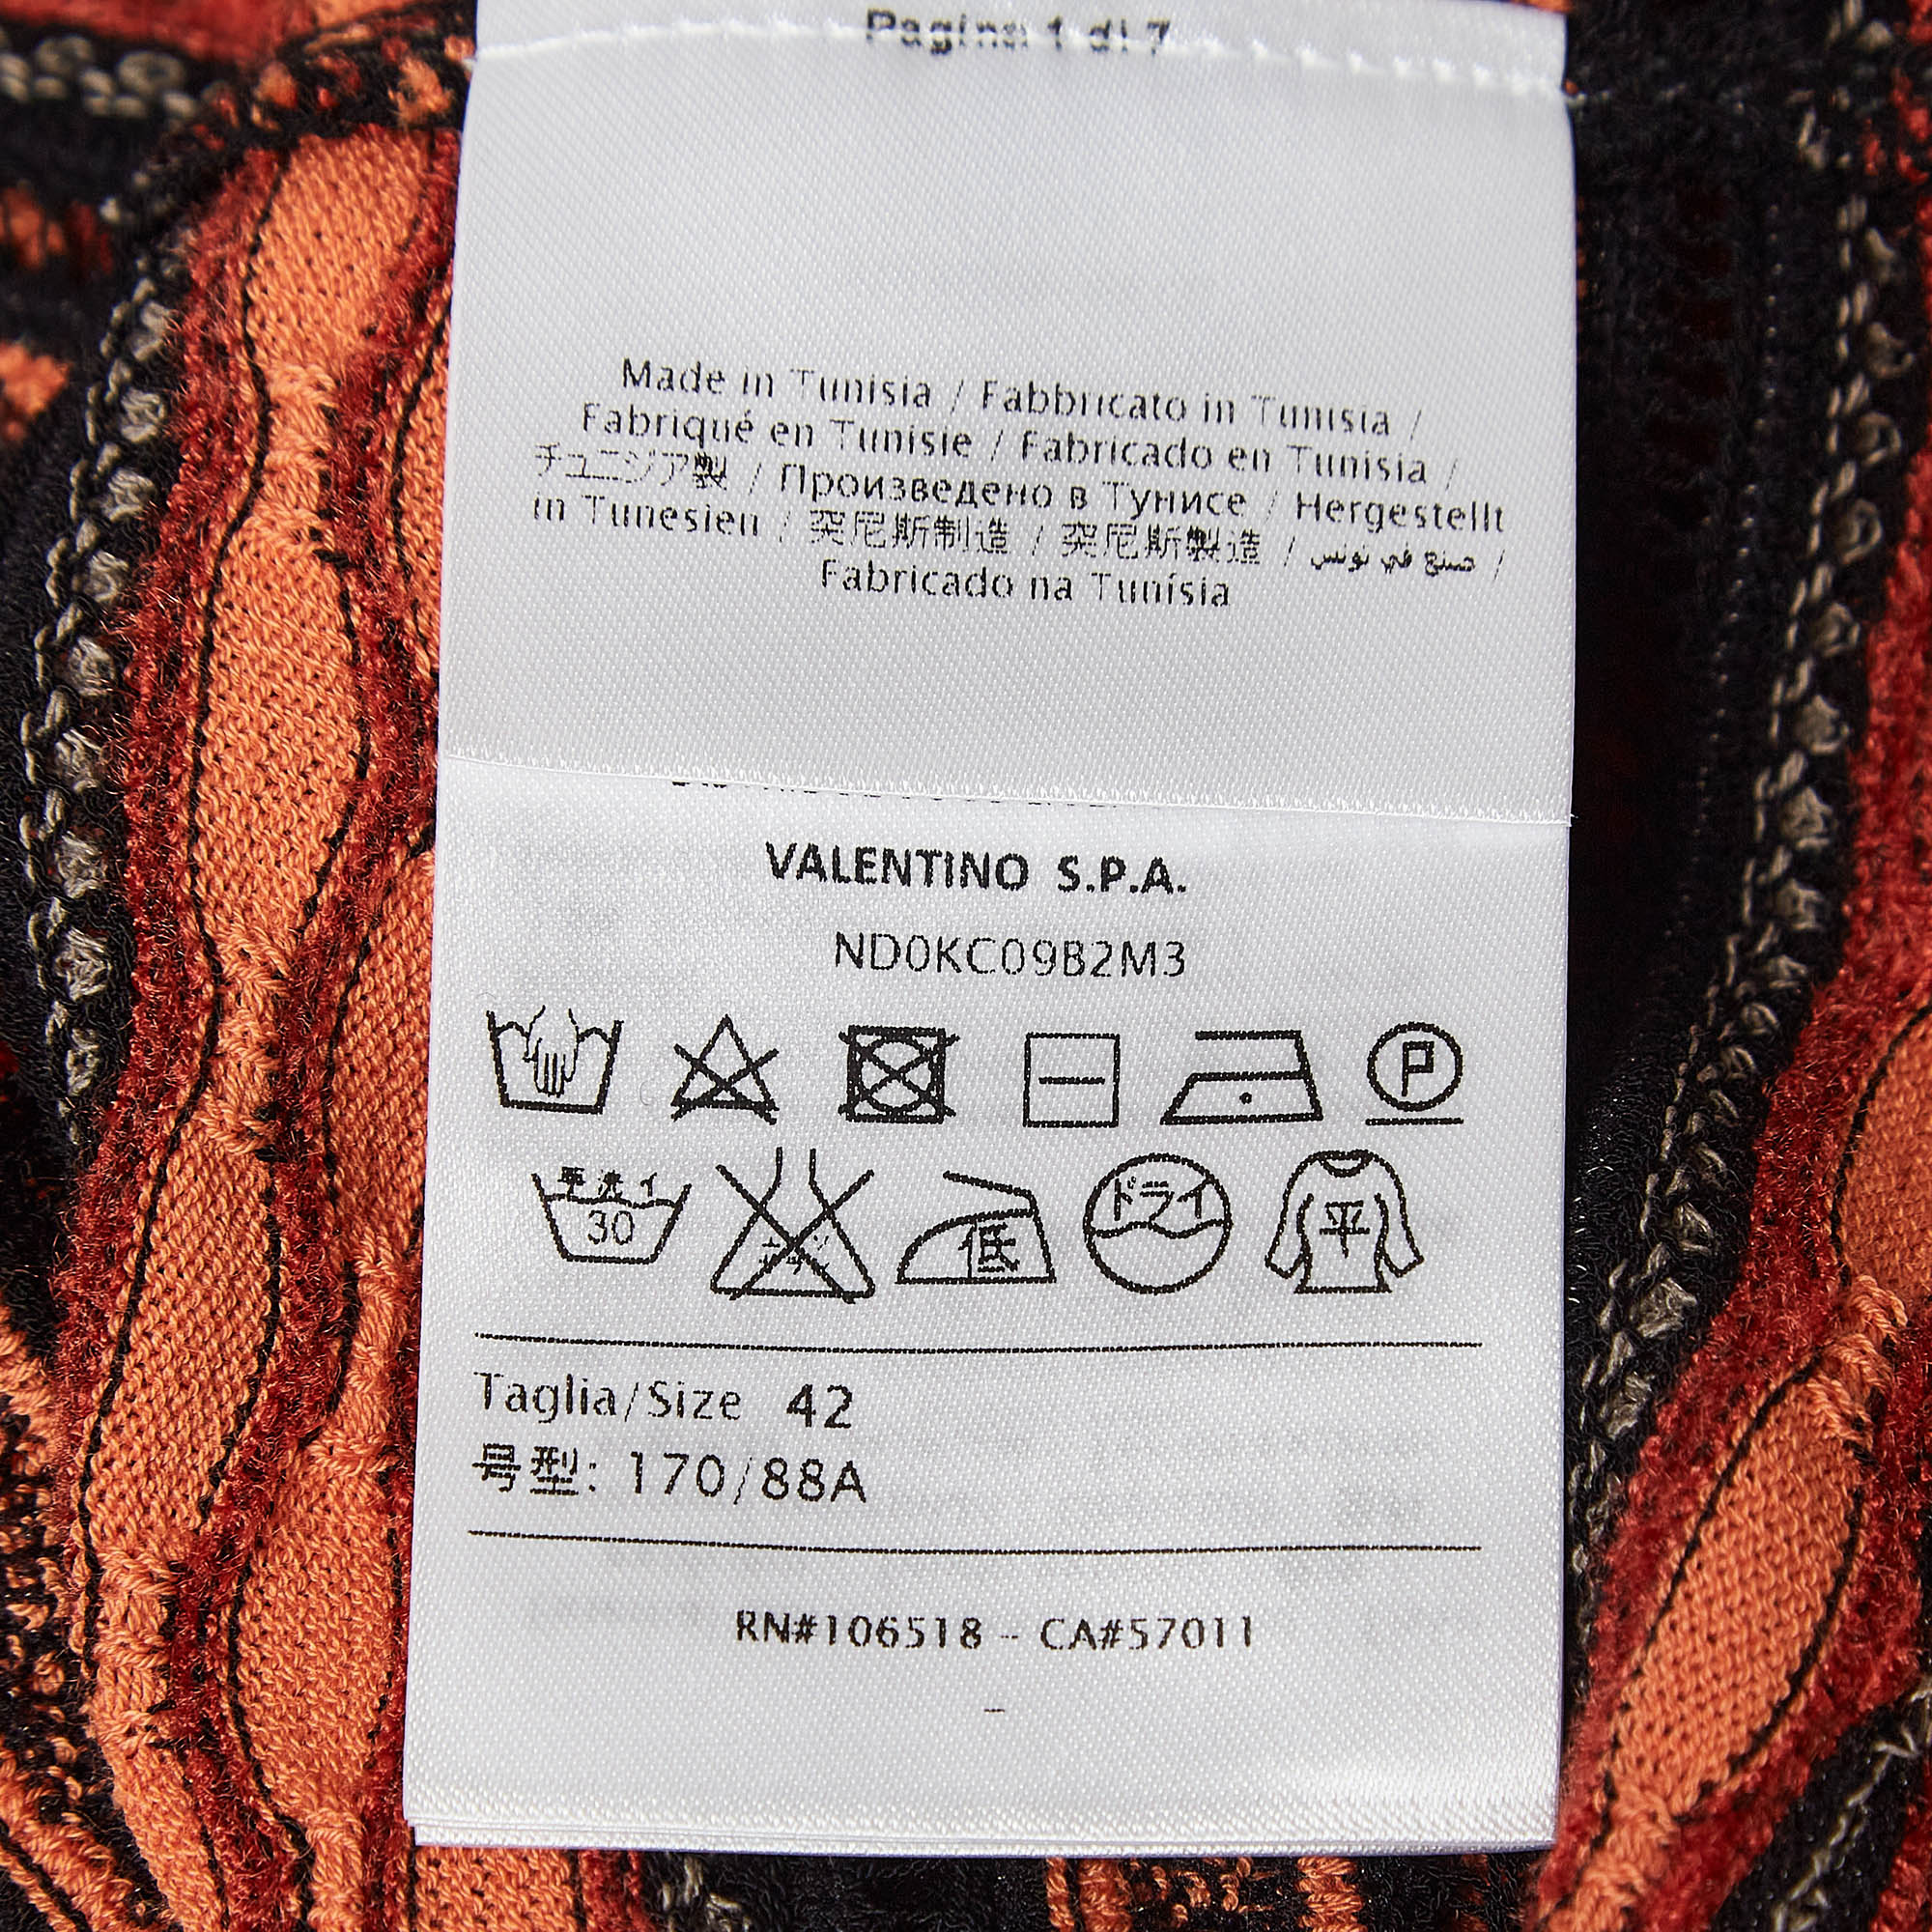 Pagina 1 di 7
Made in Tunisia / Fabbricato in Tunisia /
Fabriqué en Tunisie / Fabricado en Tunisia /
チュニジア製 / Произведено в Тунисе / Hergestellt
in Tunesien / 突尼斯制造 / 突尼斯製造 / صنع في تونس /
Fabricado na Tunísia
VALENTINO S.P.A.
ND0KC09B2M3
P
手洗イ 30 低 ドライ 平
Taglia/Size 42
号型: 170/88A
RN#106518 - CA#57011
-